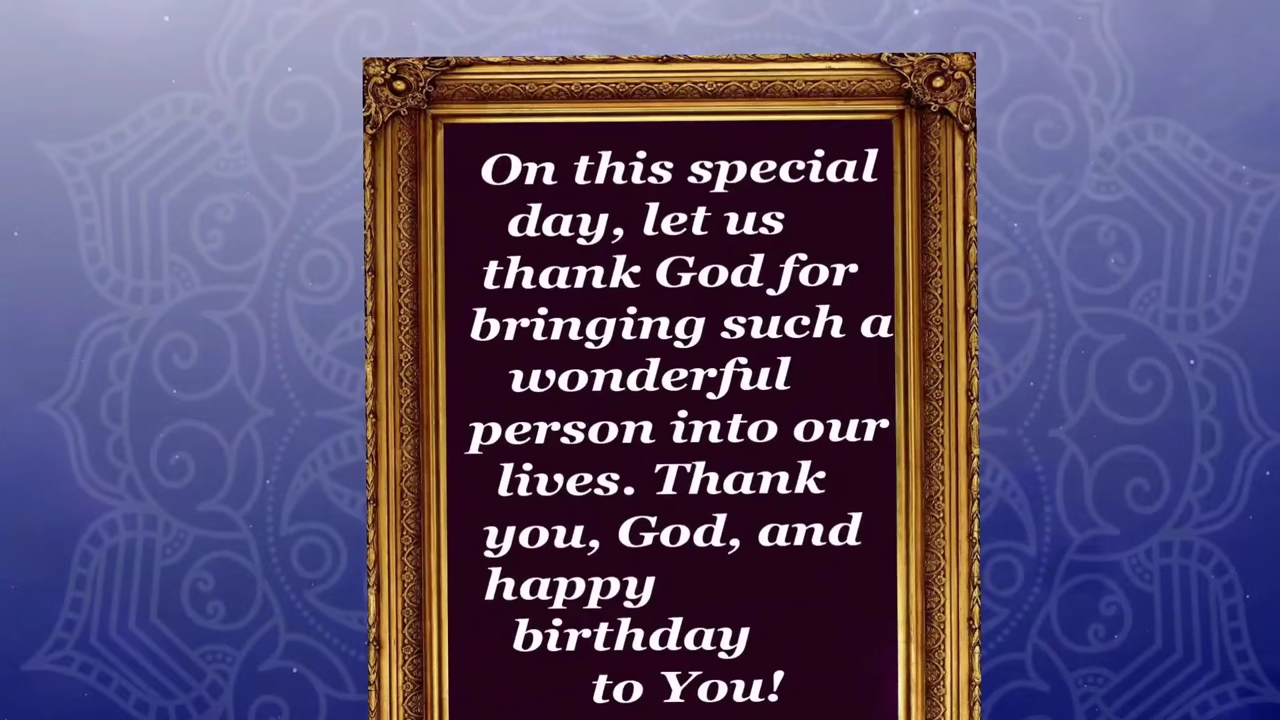 On this special
day, let us
thank God for
bringing such a
wonderful
person into our
lives. Thank
you, God, and
happy
birthday
to You!